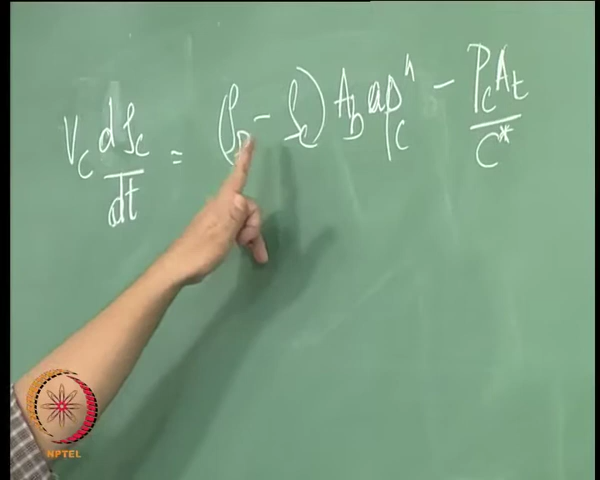 V_c dρ_c/dt = (ρ_p - ρ_c) A_b a p_c^n - P_c A_t / C*
NPTEL